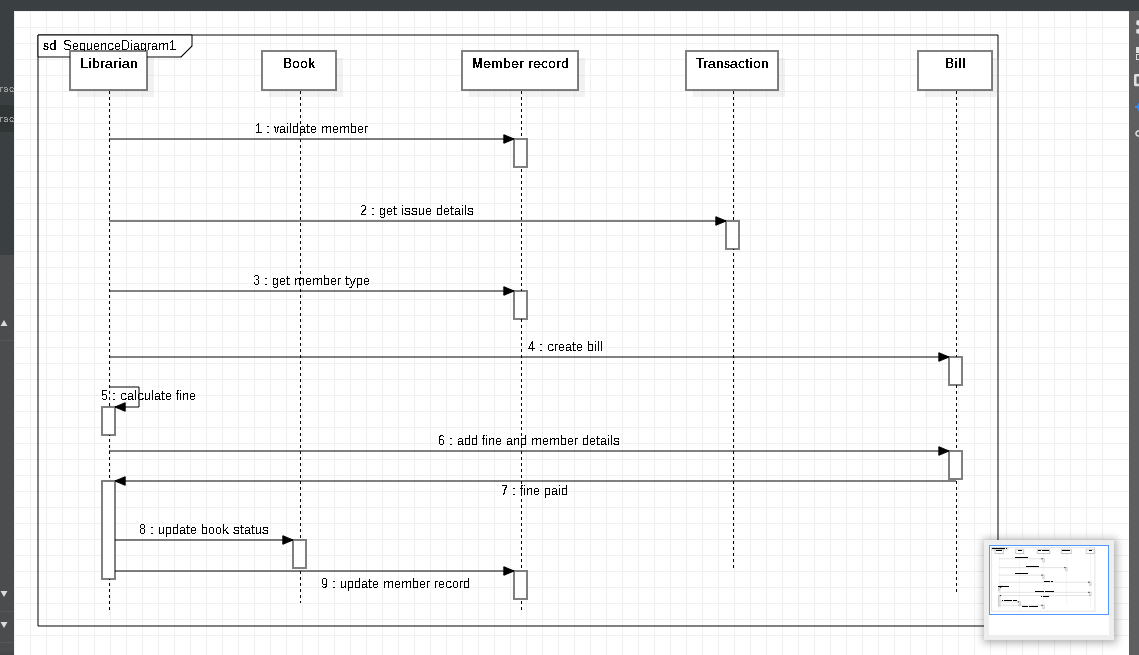 sd SequenceDiagram1
Librarian
Book
Member record
Transaction
Bill
1 : vaildate member
2 : get issue details
3 : get member type
4 : create bill
5 : calculate fine
6 : add fine and member details
7 : fine paid
8 : update book status
9 : update member record